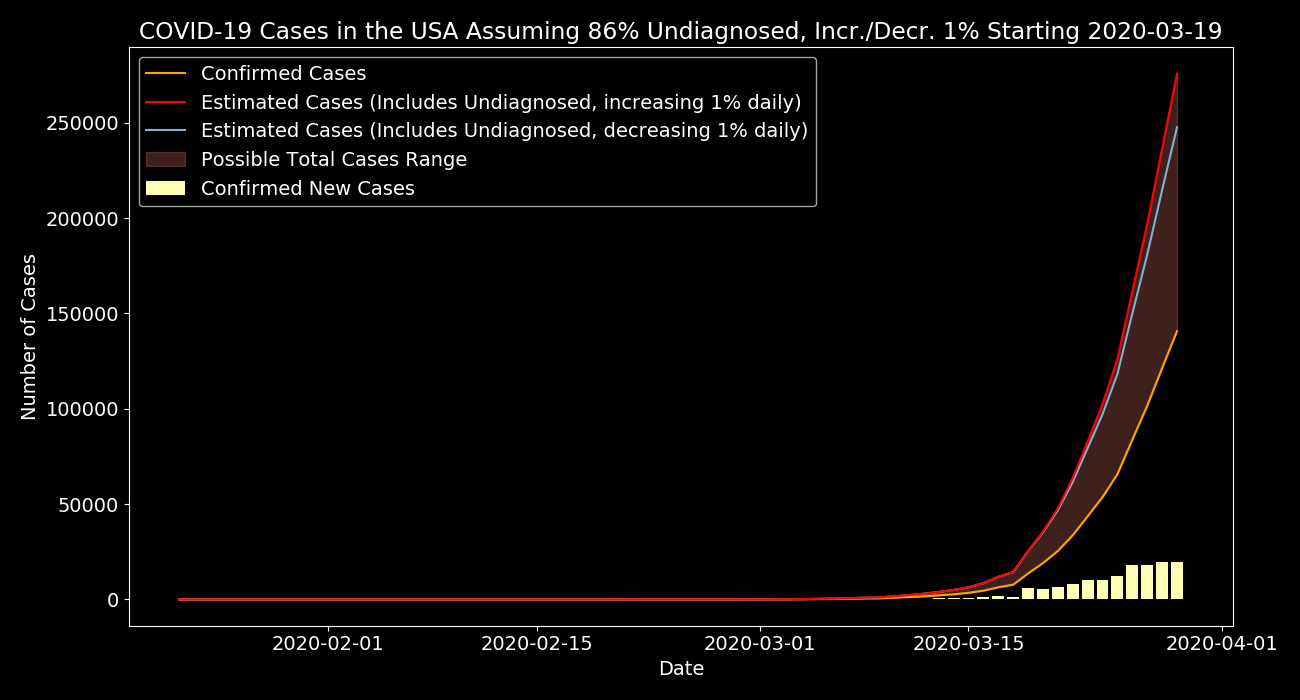 COVID-19 Cases in the USA Assuming 86% Undiagnosed, Incr./Decr. 1% Starting 2020-03-19
Confirmed Cases
Estimated Cases (Includes Undiagnosed, increasing 1% daily)
Estimated Cases (Includes Undiagnosed, decreasing 1% daily)
Possible Total Cases Range
Confirmed New Cases
250000
200000
150000
100000
50000
0
Number of Cases
2020-02-01
2020-02-15
2020-03-01
2020-03-15
2020-04-01
Date